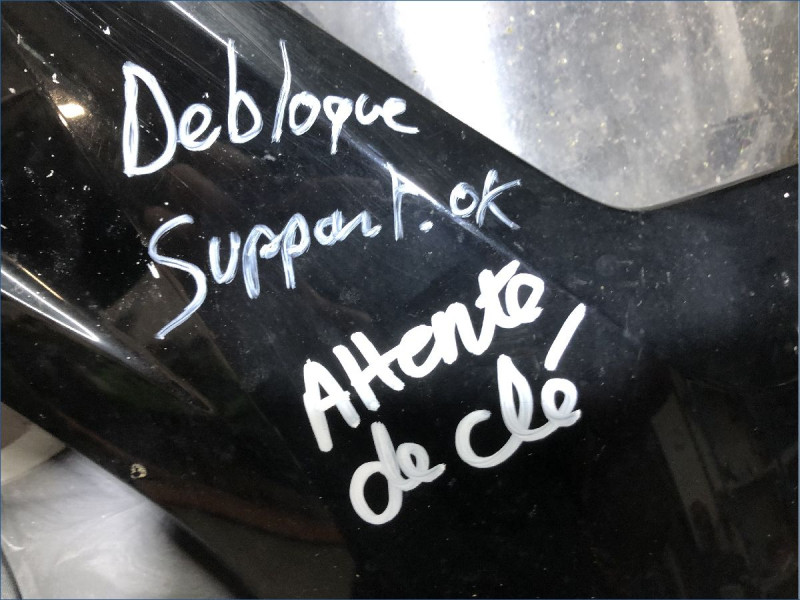 Debloque
Support. ok
Attente
de clé